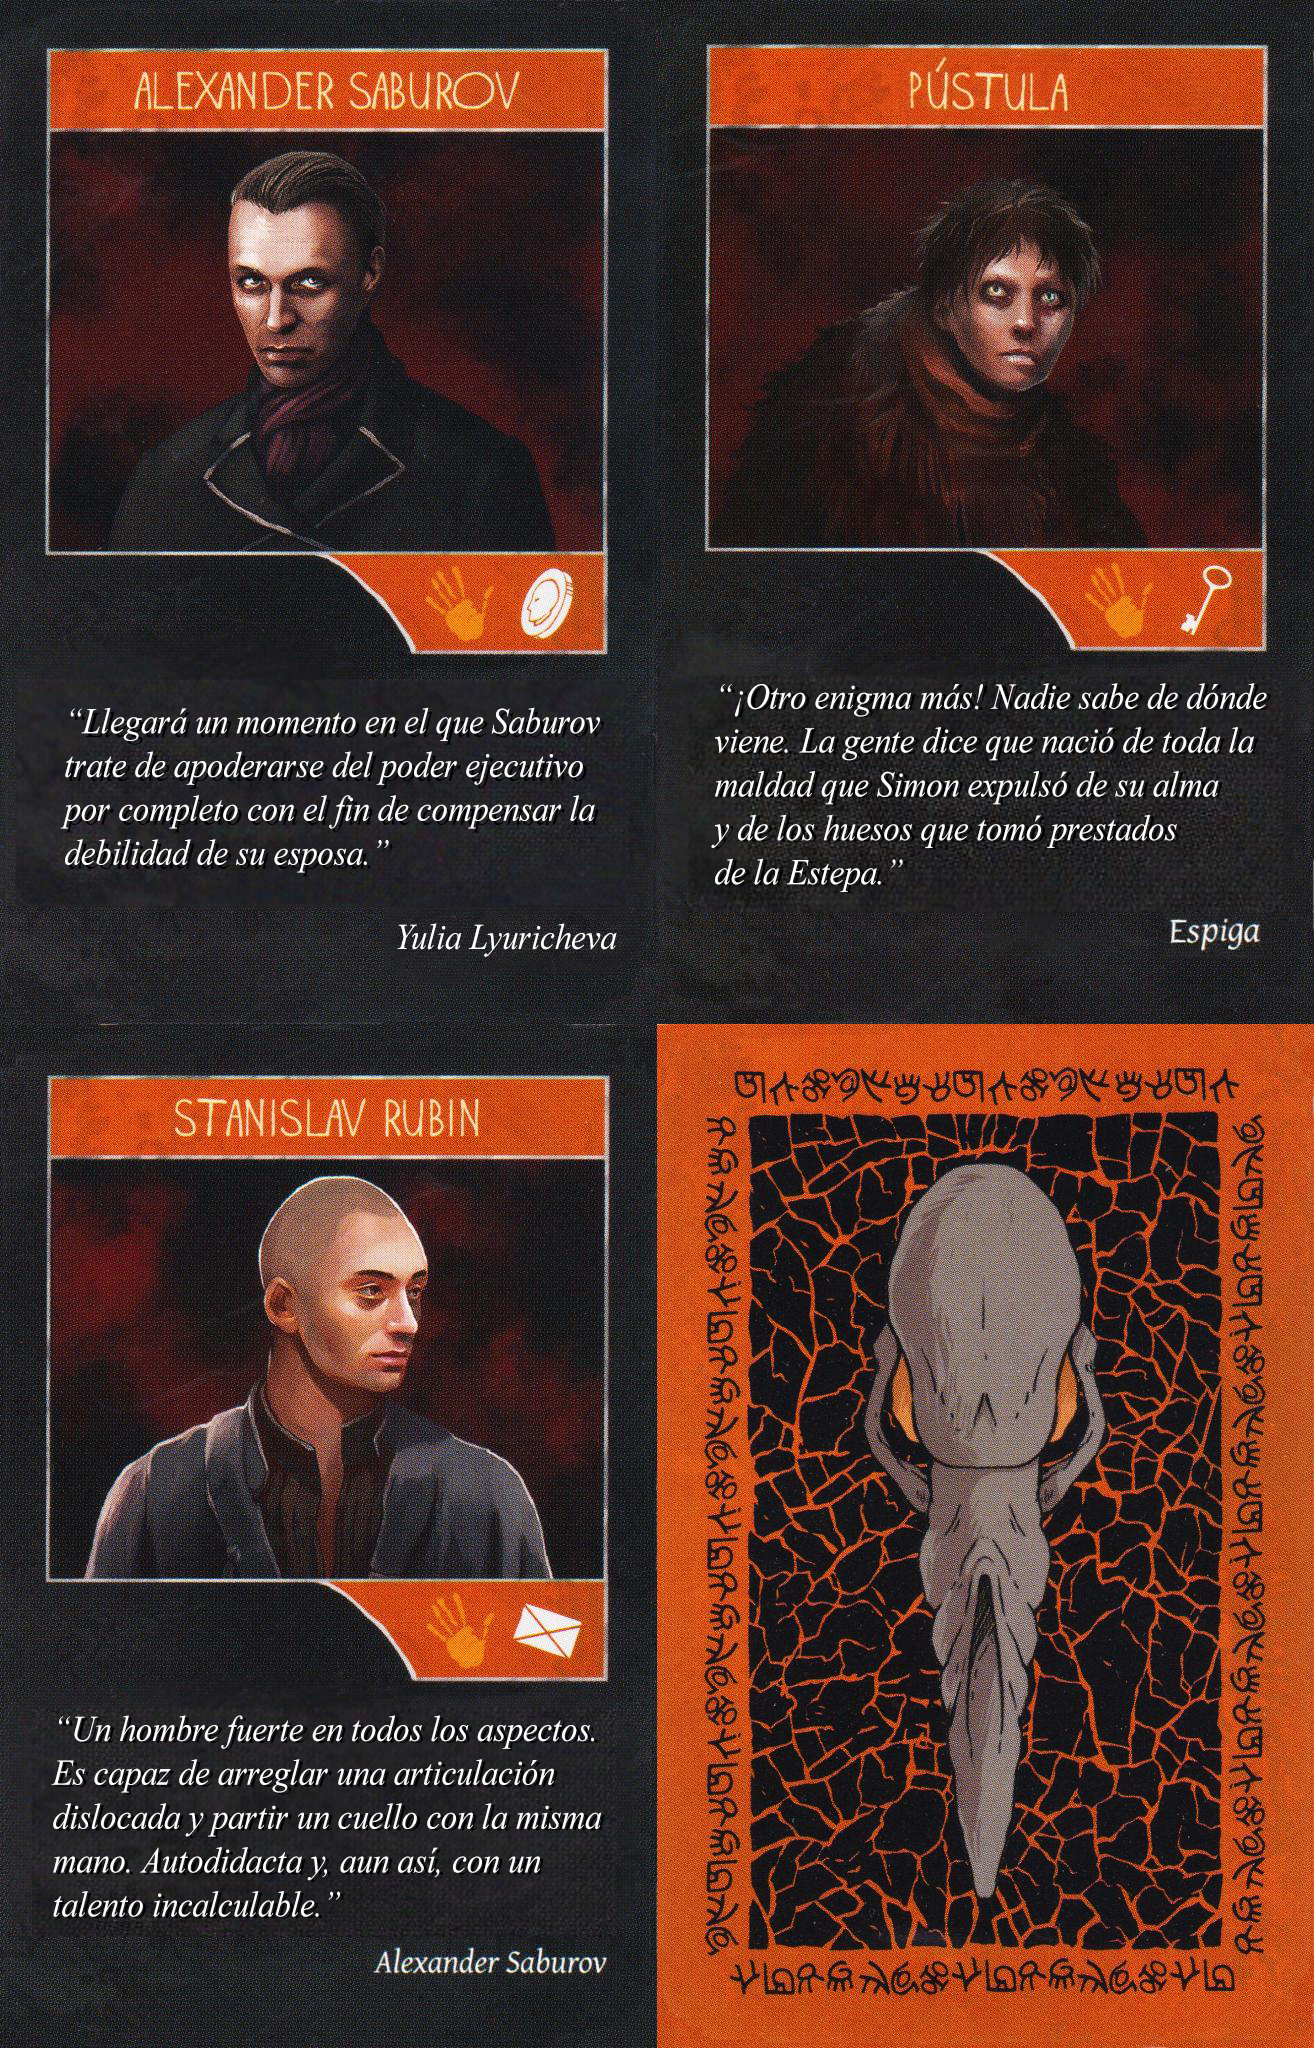 ALEXANDER SABUROV
“Llegará un momento en el que Saburov
trate de apoderarse del poder ejecutivo
por completo con el fin de compensar la
debilidad de su esposa.”
Yulia Lyuricheva
PÚSTULA
“¡Otro enigma más! Nadie sabe de dónde
viene. La gente dice que nació de toda la
maldad que Simon expulsó de su alma
y de los huesos que tomó prestados
de la Estepa.”
Espiga
STANISLAV RUBIN
“Un hombre fuerte en todos los aspectos.
Es capaz de arreglar una articulación
dislocada y partir un cuello con la misma
mano. Autodidacta y, aun así, con un
talento incalculable.”
Alexander Saburov